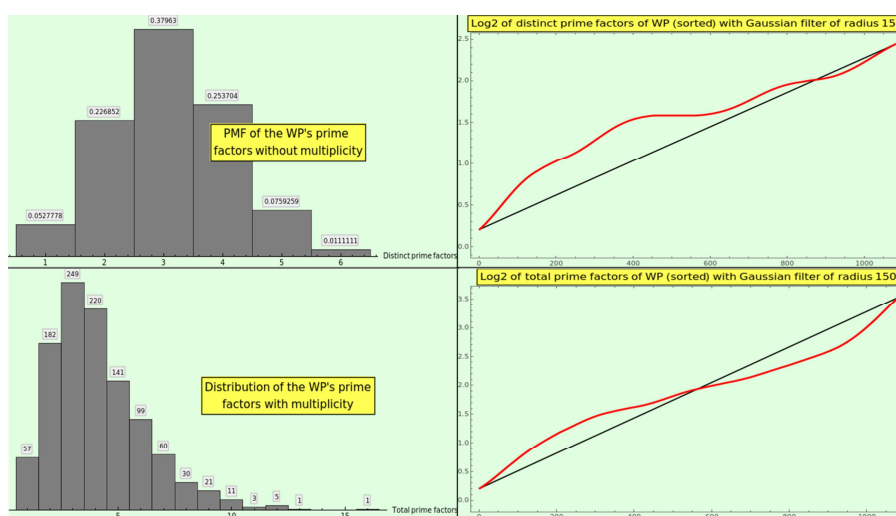 0.37963
0.253704
0.226852
0.0759259
0.0527778
0.0111111
PMF of the WP's prime
factors without multiplicity
1 2 3 4 5 6
Distinct prime factors
Log2 of distinct prime factors of WP (sorted) with Gaussian filter of radius 15
2.5
2.0
1.5
1.0
0.5
0.0
0 200 400 600 800 1000
249
220
182
141
99
60
57
30
21
11
3
5
1
1
Distribution of the WP's prime
factors with multiplicity
5 10 15
Total prime factors
Log2 of total prime factors of WP (sorted) with Gaussian filter of radius 150
3.5
3.0
2.5
2.0
1.5
1.0
0.5
0.0
0 200 400 600 800 1000